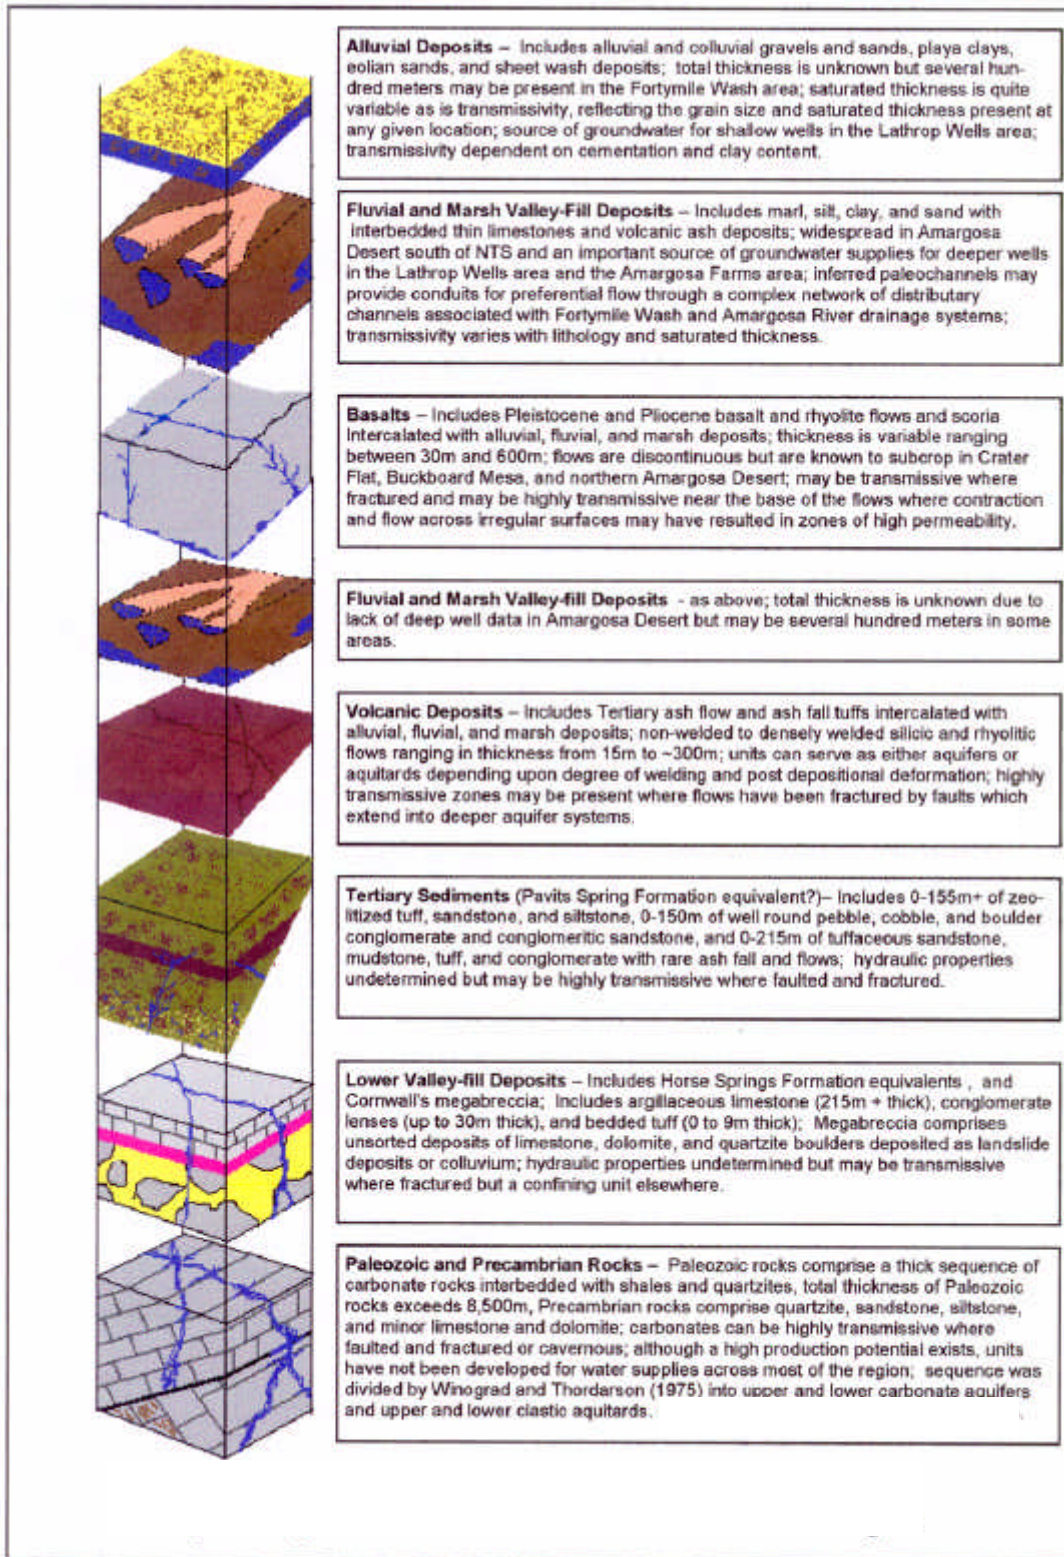 Alluvial Deposits – Includes alluvial and colluvial gravels and sands, playa clays,
eolian sands, and sheet wash deposits; total thickness is unknown but several hun-
dred meters may be present in the Fortymile Wash area; saturated thickness is quite
variable as is transmissivity, reflecting the grain size and saturated thickness present at
any given location; source of groundwater for shallow wells in the Lathrop Wells area;
transmissivity dependent on cementation and clay content.
Fluvial and Marsh Valley-Fill Deposits – Includes marl, silt, clay, and sand with
interbedded thin limestones and volcanic ash deposits; widespread in Amargosa
Desert south of NTS and an important source of groundwater supplies for deeper wells
in the Lathrop Wells area and the Amargosa Farms area; inferred paleochannels may
provide conduits for preferential flow through a complex network of distributary
channels associated with Fortymile Wash and Amargosa River drainage systems;
transmissivity varies with lithology and saturated thickness.
Basalts – Includes Pleistocene and Pliocene basalt and rhyolite flows and scoria
Intercalated with alluvial, fluvial, and marsh deposits; thickness is variable ranging
between 30m and 600m; flows are discontinuous but are known to subcrop in Crater
Flat, Buckboard Mesa, and northern Amargosa Desert; may be transmissive where
fractured and may be highly transmissive near the base of the flows where contraction
and flow across irregular surfaces may have resulted in zones of high permeability.
Fluvial and Marsh Valley-fill Deposits - as above; total thickness is unknown due to
lack of deep well data in Amargosa Desert but may be several hundred meters in some
areas.
Volcanic Deposits – Includes Tertiary ash flow and ash fall tuffs intercalated with
alluvial, fluvial, and marsh deposits; non-welded to densely welded silicic and rhyolitic
flows ranging in thickness from 15m to ~300m; units can serve as either aquifers or
aquitards depending upon degree of welding and post depositional deformation; highly
transmissive zones may be present where flows have been fractured by faults which
extend into deeper aquifer systems.
Tertiary Sediments (Pavits Spring Formation equivalent?)– Includes 0-155m+ of zeo-
litized tuff, sandstone, and siltstone, 0-150m of well round pebble, cobble, and boulder
conglomerate and conglomeritic sandstone, and 0-215m of tuffaceous sandstone,
mudstone, tuff, and conglomerate with rare ash fall and flows; hydraulic properties
undetermined but may be highly transmissive where faulted and fractured.
Lower Valley-fill Deposits – Includes Horse Springs Formation equivalents , and
Cornwall's megabreccia; Includes argillaceous limestone (215m + thick), conglomerate
lenses (up to 30m thick), and bedded tuff (0 to 9m thick); Megabreccia comprises
unsorted deposits of limestone, dolomite, and quartzite boulders deposited as landslide
deposits or colluvium; hydraulic properties undetermined but may be transmissive
where fractured but a confining unit elsewhere.
Paleozoic and Precambrian Rocks – Paleozoic rocks comprise a thick sequence of
carbonate rocks interbedded with shales and quartzites, total thickness of Paleozoic
rocks exceeds 8,500m, Precambrian rocks comprise quartzite, sandstone, siltstone,
and minor limestone and dolomite; carbonates can be highly transmissive where
faulted and fractured or cavernous; although a high production potential exists, units
have not been developed for water supplies across most of the region; sequence was
divided by Winograd and Thordarson (1975) into upper and lower carbonate aquifers
and upper and lower clastic aquitards.